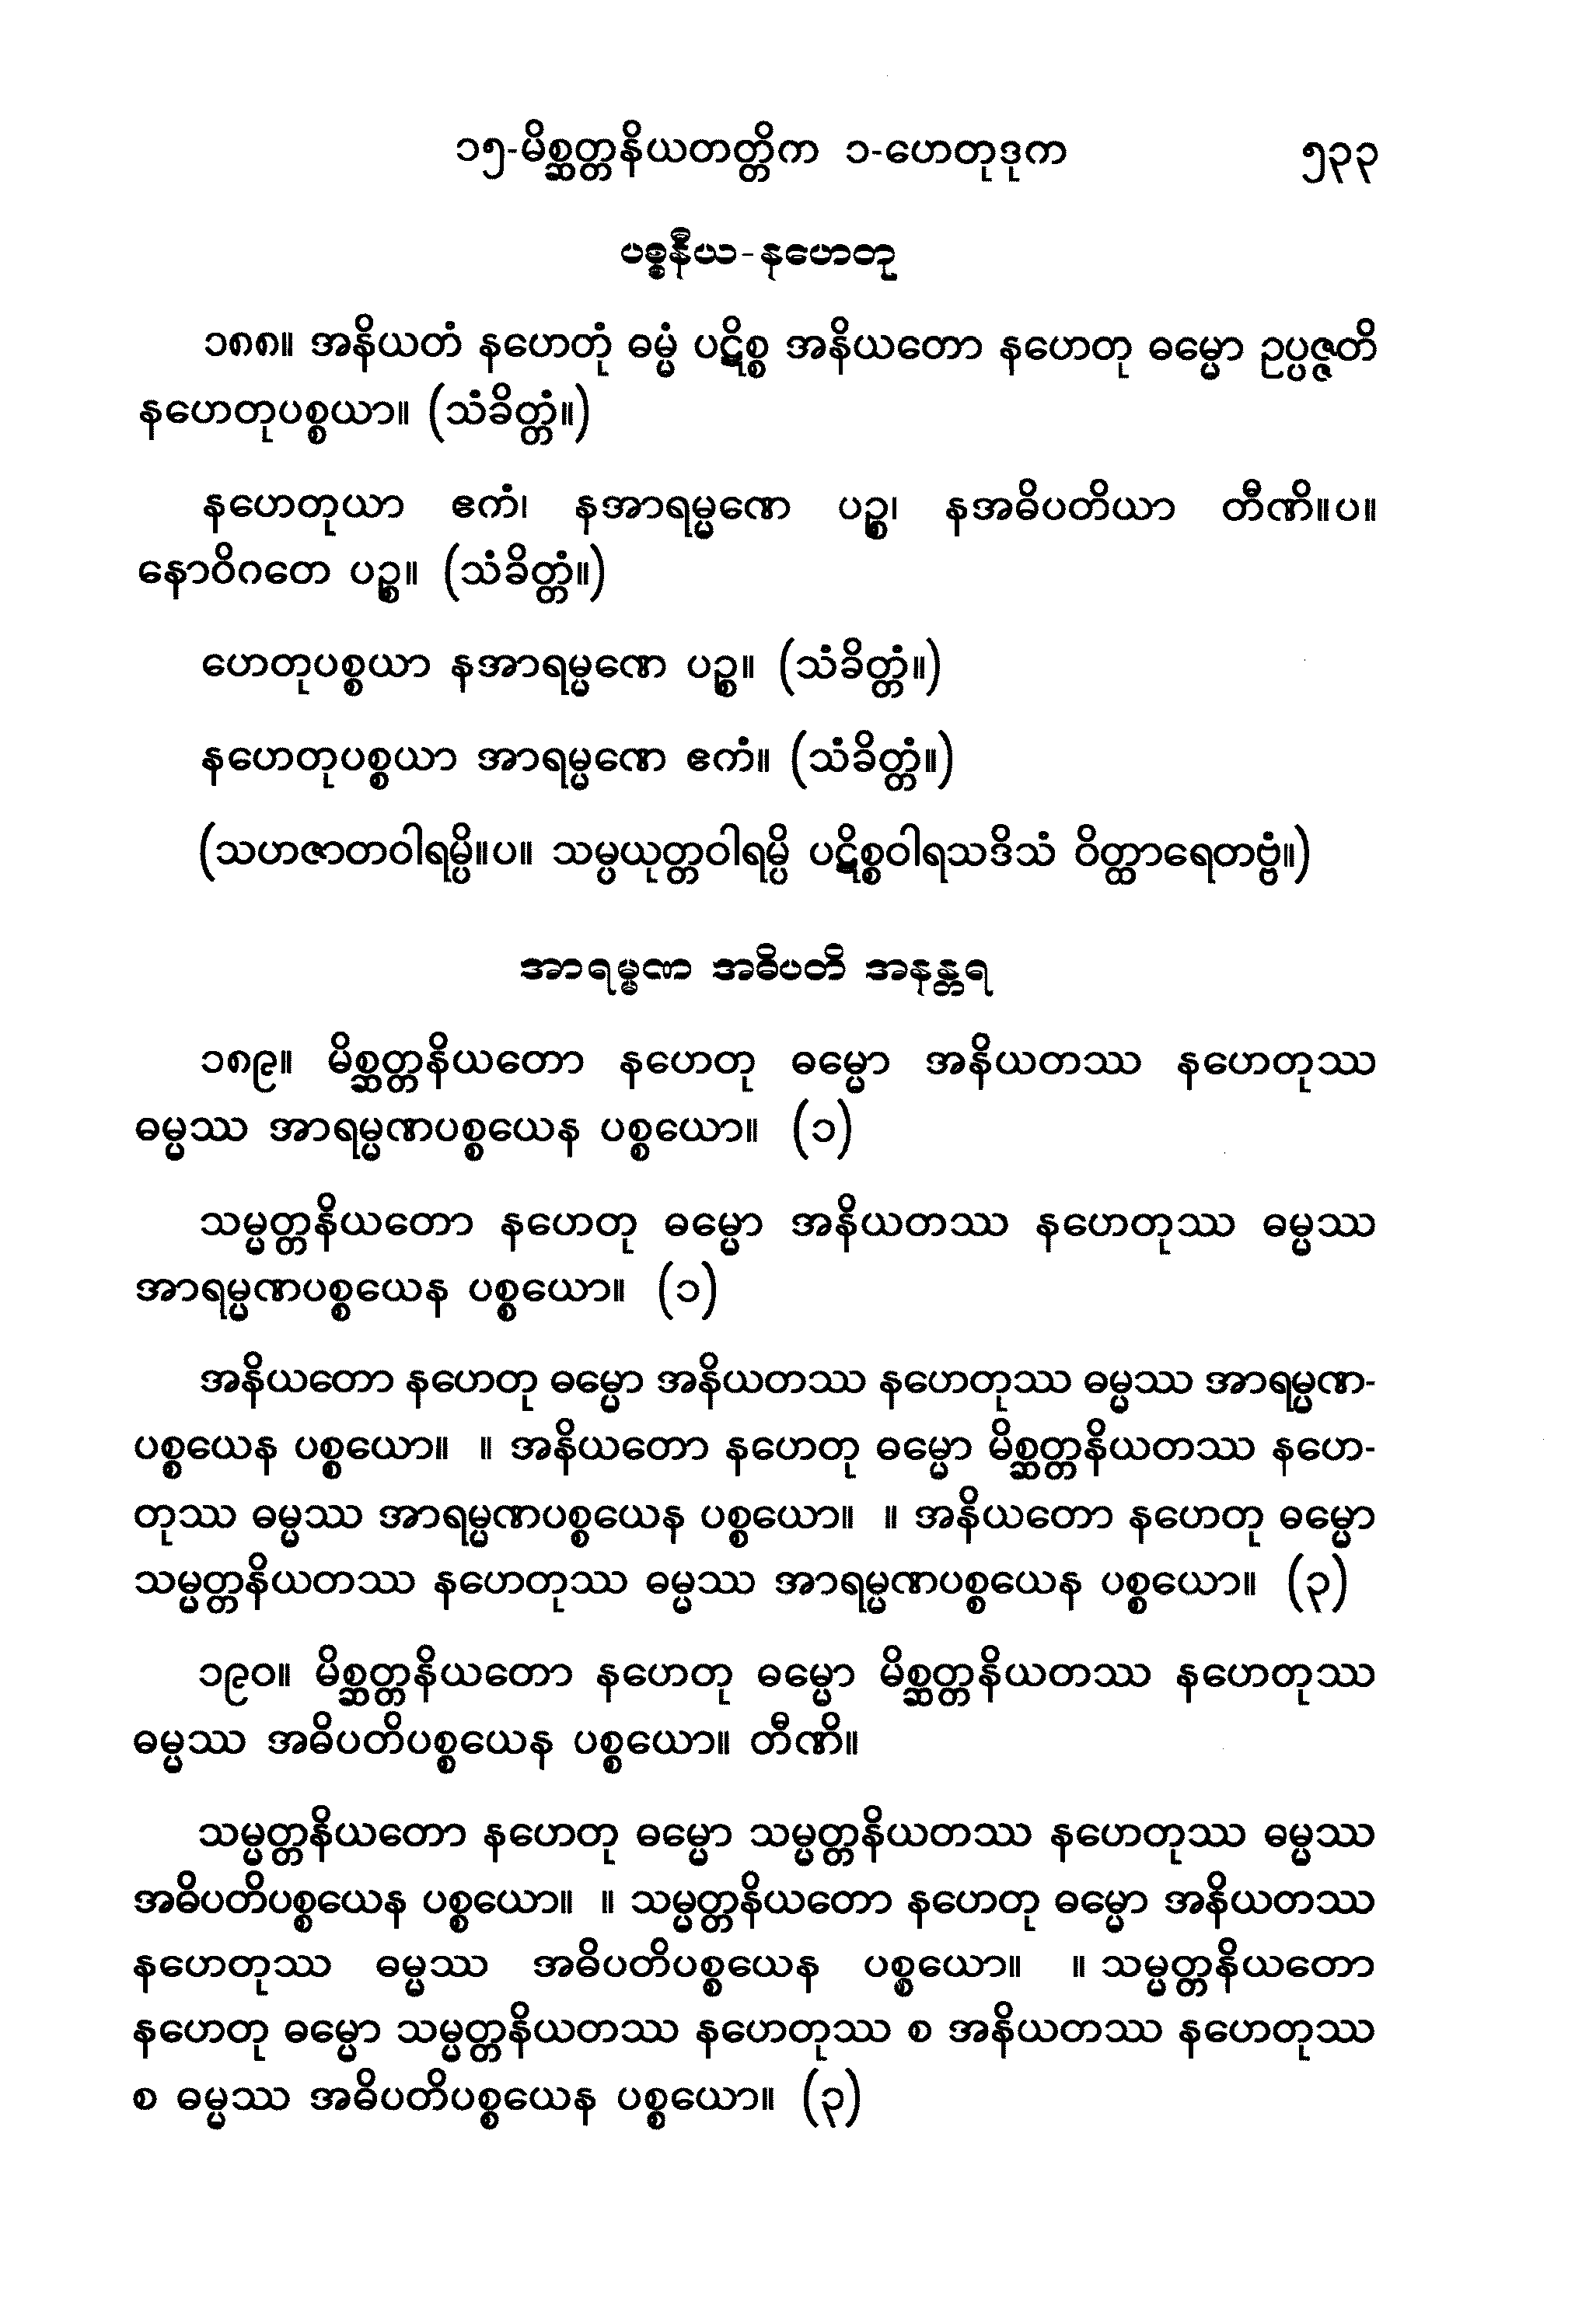 ၁၅-မိစ္ဆတ္တနိယတတ္တိက ၁-ဟေတုဒုက ၅၃၃
ပစ္စနီယ-နဟေတု
၁၈၈။ အနိယတံ နဟေတုံ ဓမ္မံ ပဋိစ္စ အနိယတော နဟေတု ဓမ္မော ဥပ္ပဇ္ဇတိ
နဟေတုပစ္စယာ။ (သံခိတ္တံ။)
နဟေတုယာ ဧကံ၊ နအာရမ္မဏေ ပဉ္စ၊ နအဓိပတိယာ တီဏိ။ပ။
နောဝိဂတေ ပဉ္စ။ (သံခိတ္တံ။)
ဟေတုပစ္စယာ နအာရမ္မဏေ ပဉ္စ။ (သံခိတ္တံ။)
နဟေတုပစ္စယာ အာရမ္မဏေ ဧကံ။ (သံခိတ္တံ။)
(သဟဇာတဝါရမ္ပိ။ပ။ သမ္ပယုတ္တဝါရမ္ပိ ပဋိစ္စဝါရသဒိသံ ဝိတ္ထာရေတဗ္ဗံ။)
အာရမ္မဏ အဓိပတိ အနန္တရ
၁၈၉။ မိစ္ဆတ္တနိယတော နဟေတု ဓမ္မော အနိယတဿ နဟေတုဿ
ဓမ္မဿ အာရမ္မဏပစ္စယေန ပစ္စယော။ (၁)
သမ္မတ္တနိယတော နဟေတု ဓမ္မော အနိယတဿ နဟေတုဿ ဓမ္မဿ
အာရမ္မဏပစ္စယေန ပစ္စယော။ (၁)
အနိယတော နဟေတု ဓမ္မော အနိယတဿ နဟေတုဿ ဓမ္မဿ အာရမ္မဏ-
ပစ္စယေန ပစ္စယော။ ။ အနိယတော နဟေတု ဓမ္မော မိစ္ဆတ္တနိယတဿ နဟေ-
တုဿ ဓမ္မဿ အာရမ္မဏပစ္စယေန ပစ္စယော။ ။ အနိယတော နဟေတု ဓမ္မော
သမ္မတ္တနိယတဿ နဟေတုဿ ဓမ္မဿ အာရမ္မဏပစ္စယေန ပစ္စယော။ (၃)
၁၉၀။ မိစ္ဆတ္တနိယတော နဟေတု ဓမ္မော မိစ္ဆတ္တနိယတဿ နဟေတုဿ
ဓမ္မဿ အဓိပတိပစ္စယေန ပစ္စယော။ တီဏိ။
သမ္မတ္တနိယတော နဟေတု ဓမ္မော သမ္မတ္တနိယတဿ နဟေတုဿ ဓမ္မဿ
အဓိပတိပစ္စယေန ပစ္စယော။ ။ သမ္မတ္တနိယတော နဟေတု ဓမ္မော အနိယတဿ
နဟေတုဿ ဓမ္မဿ အဓိပတိပစ္စယေန ပစ္စယော။ ။ သမ္မတ္တနိယတော
နဟေတု ဓမ္မော သမ္မတ္တနိယတဿ နဟေတုဿ စ အနိယတဿ နဟေတုဿ
စ ဓမ္မဿ အဓိပတိပစ္စယေန ပစ္စယော။ (၃)